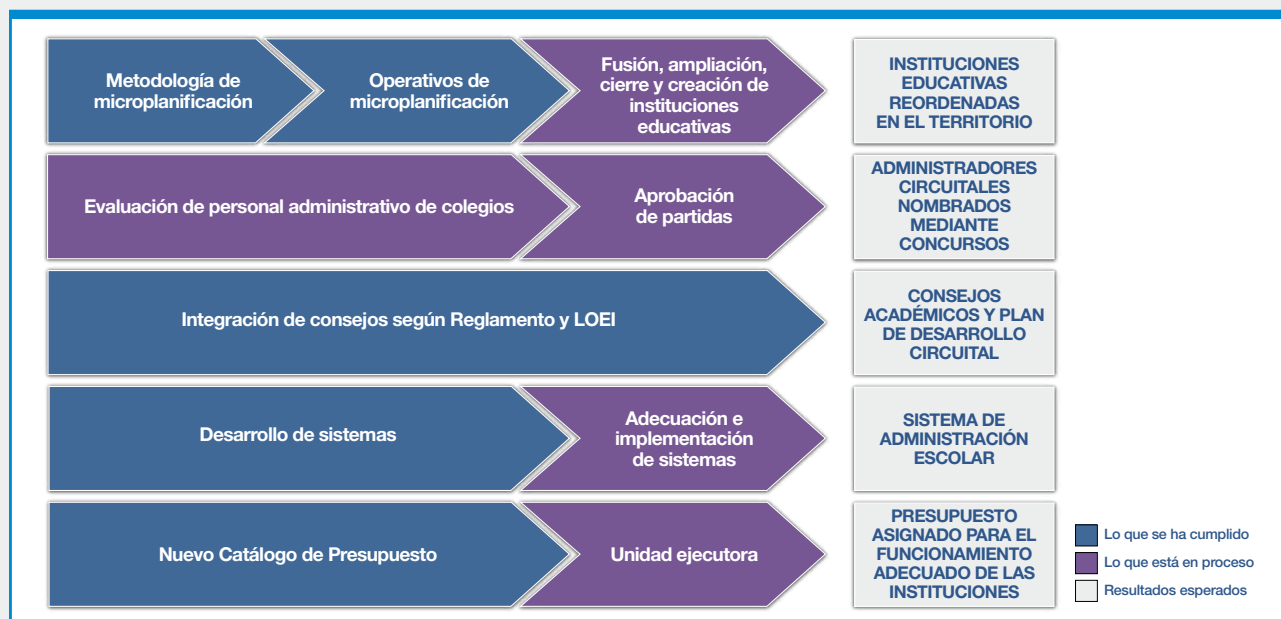 Metodología de
microplanificación
Operativos de
microplanificación
Fusión, ampliación,
cierre y creación de
instituciones
educativas
INSTITUCIONES
EDUCATIVAS
REORDENADAS
EN EL TERRITORIO
Evaluación de personal administrativo de colegios
Aprobación
de partidas
ADMINISTRADORES
CIRCUITALES
NOMBRADOS
MEDIANTE
CONCURSOS
Integración de consejos según Reglamento y LOEI
CONSEJOS
ACADÉMICOS Y PLAN
DE DESARROLLO
CIRCUITAL
Desarrollo de sistemas
Adecuación e
implementación
de sistemas
SISTEMA DE
ADMINISTRACIÓN
ESCOLAR
Nuevo Catálogo de Presupuesto
Unidad ejecutora
PRESUPUESTO
ASIGNADO PARA EL
FUNCIONAMIENTO
ADECUADO DE LAS
INSTITUCIONES
Lo que se ha cumplido
Lo que está en proceso
Resultados esperados